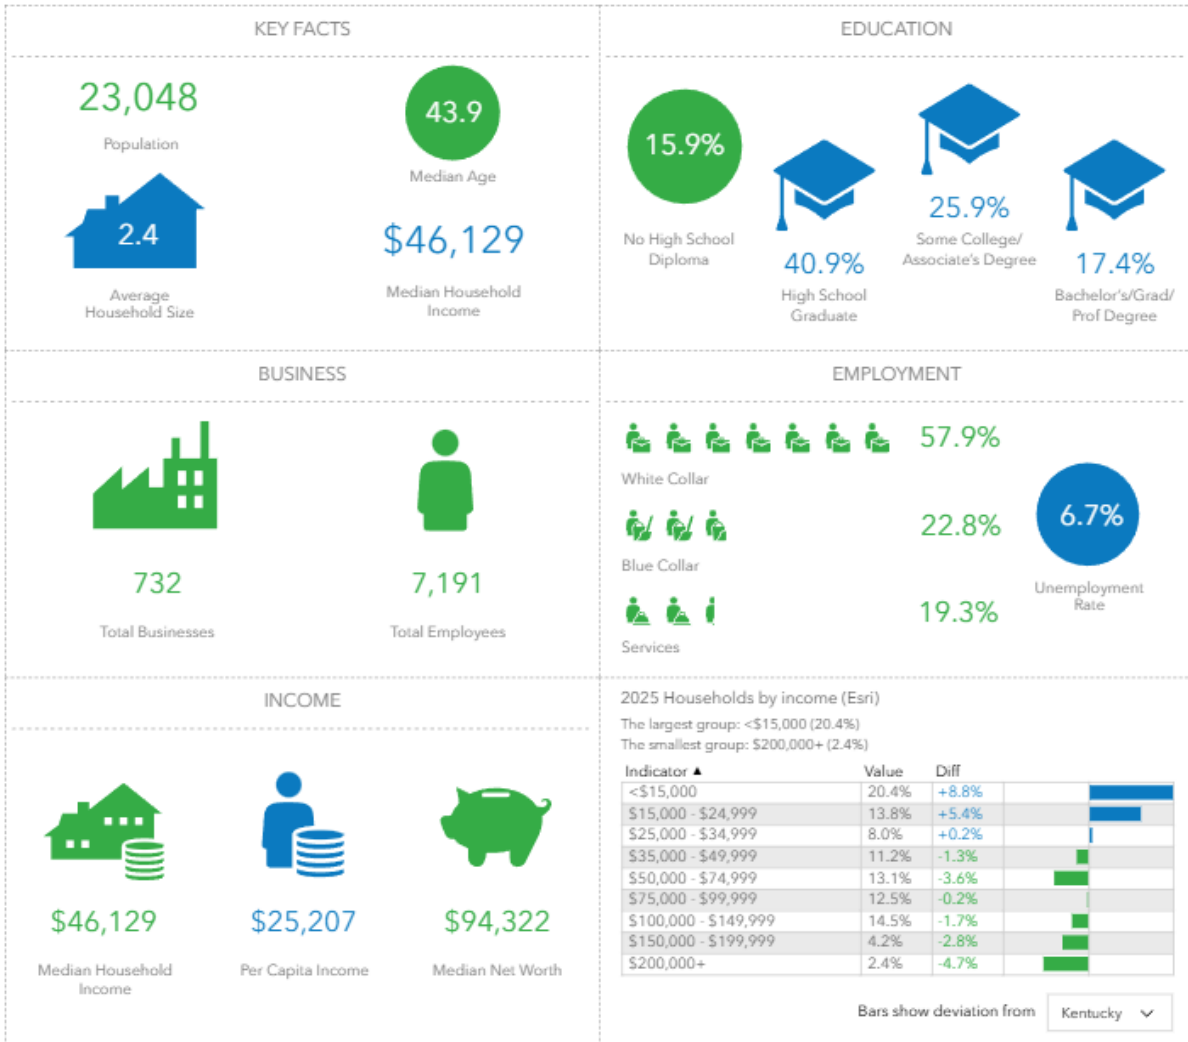 KEY FACTS
23,048
Population
43.9
Median Age
2.4
Average
Household Size
$46,129
Median Household
Income
EDUCATION
15.9%
No High School
Diploma
40.9%
High School
Graduate
25.9%
Some College/
Associate's Degree
17.4%
Bachelor's/Grad/
Prof Degree
BUSINESS
732
Total Businesses
7,191
Total Employees
EMPLOYMENT
57.9%
White Collar
22.8%
Blue Collar
19.3%
Services
6.7%
Unemployment
Rate
INCOME
$46,129
Median Household
Income
$25,207
Per Capita Income
$94,322
Median Net Worth
2025 Households by income (Esri)
The largest group: <$15,000 (20.4%)
The smallest group: $200,000+ (2.4%)
Indicator ▲ Value Diff
<$15,000 20.4% +8.8%
$15,000 - $24,999 13.8% +5.4%
$25,000 - $34,999 8.0% +0.2%
$35,000 - $49,999 11.2% -1.3%
$50,000 - $74,999 13.1% -3.6%
$75,000 - $99,999 12.5% -0.2%
$100,000 - $149,999 14.5% -1.7%
$150,000 - $199,999 4.2% -2.8%
$200,000+ 2.4% -4.7%
Bars show deviation from Kentucky